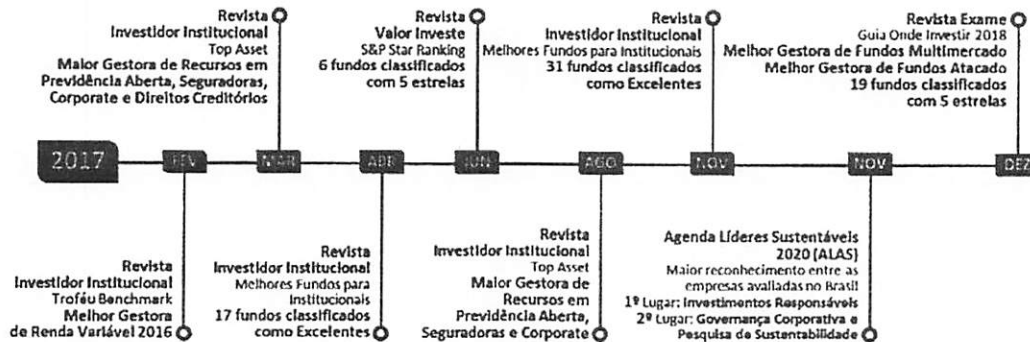 Revista
Investidor Institucional
Top Asset
Maior Gestora de Recursos em
Previdência Aberta, Seguradoras,
Corporate e Direitos Creditórios
Revista
Valor Investe
S&P Star Ranking
6 fundos classificados
com 5 estrelas
Revista
Investidor Institucional
Melhores Fundos para Institucionais
31 fundos classificados
como Excelentes
Revista Exame
Guia Onde Investir 2018
Melhor Gestora de Fundos Multimercado
Melhor Gestora de Fundos Atacado
19 fundos classificados
com 5 estrelas
2017
FEV
MAR
ABR
JUN
AGO
NOV
NOV
DEZ
Revista
Investidor Institucional
Troféu Benchmark
Melhor Gestora
de Renda Variável 2016
Revista
Investidor Institucional
Melhores Fundos para
Institucionais
17 fundos classificados
como Excelentes
Revista
Investidor Institucional
Top Asset
Maior Gestora de
Recursos em
Previdência Aberta,
Seguradoras e Corporate
Agenda Líderes Sustentáveis
2020 (ALAS)
Maior reconhecimento entre as
empresas avaliadas no Brasil
1º Lugar: Investimentos Responsáveis
2º Lugar: Governança Corporativa e
Pesquisa de Sustentabilidade